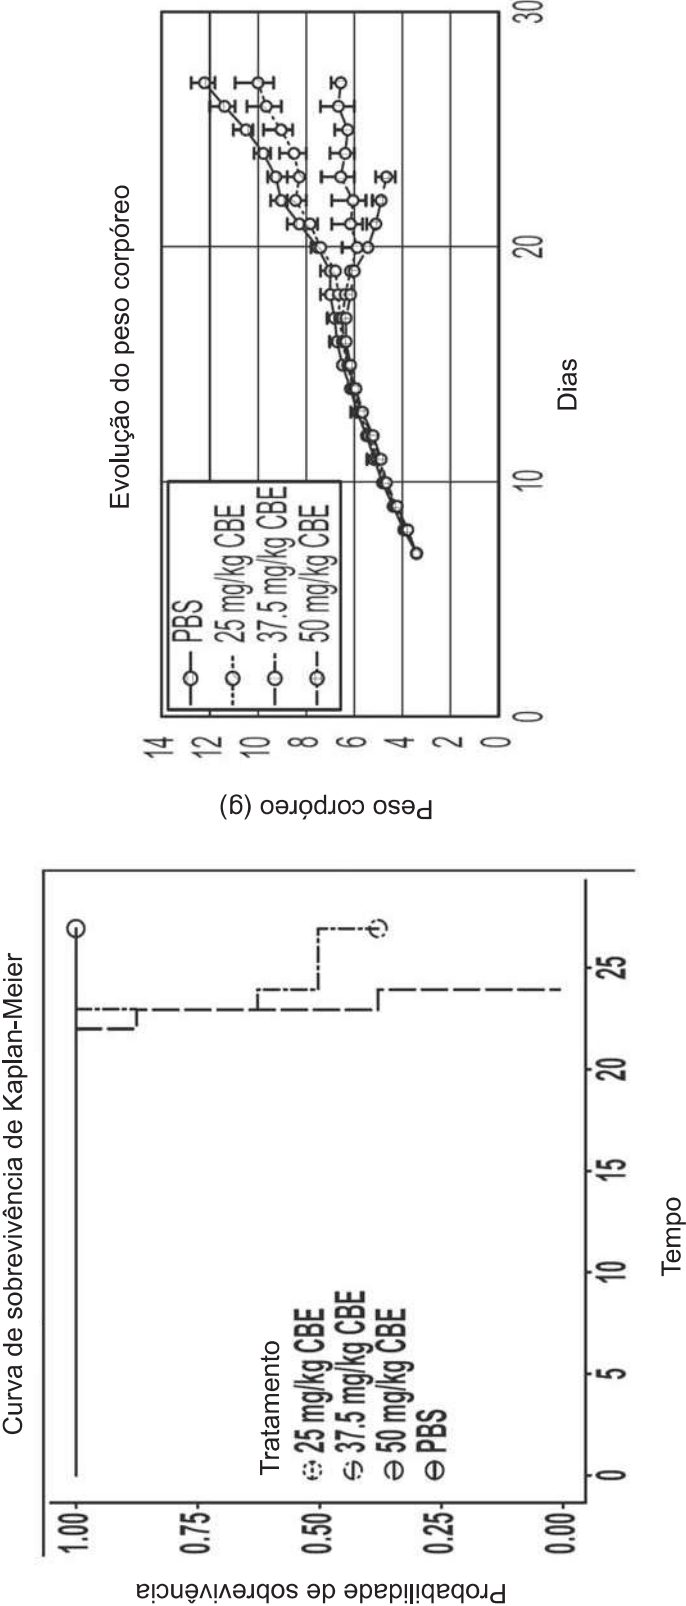 Curva de sobrevivência de Kaplan-Meier
Probabilidade de sobrevivência
1.00
0.75
0.50
0.25
0.00
Tratamento
25 mg/kg CBE
37.5 mg/kg CBE
50 mg/kg CBE
PBS
0
5
10
15
20
25
Tempo
Evolução do peso corpóreo
Peso corpóreo (g)
14
12
10
8
6
4
2
0
PBS
25 mg/kg CBE
37.5 mg/kg CBE
50 mg/kg CBE
0
10
20
30
Dias